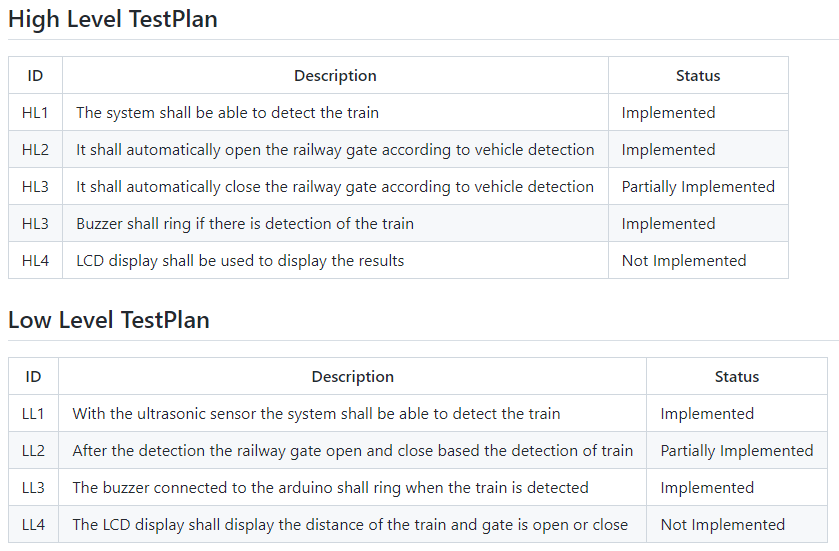 High Level TestPlan
ID Description Status
HL1 The system shall be able to detect the train Implemented
HL2 It shall automatically open the railway gate according to vehicle detection Implemented
HL3 It shall automatically close the railway gate according to vehicle detection Partially Implemented
HL3 Buzzer shall ring if there is detection of the train Implemented
HL4 LCD display shall be used to display the results Not Implemented
Low Level TestPlan
ID Description Status
LL1 With the ultrasonic sensor the system shall be able to detect the train Implemented
LL2 After the detection the railway gate open and close based the detection of train Partially Implemented
LL3 The buzzer connected to the arduino shall ring when the train is detected Implemented
LL4 The LCD display shall display the distance of the train and gate is open or close Not Implemented